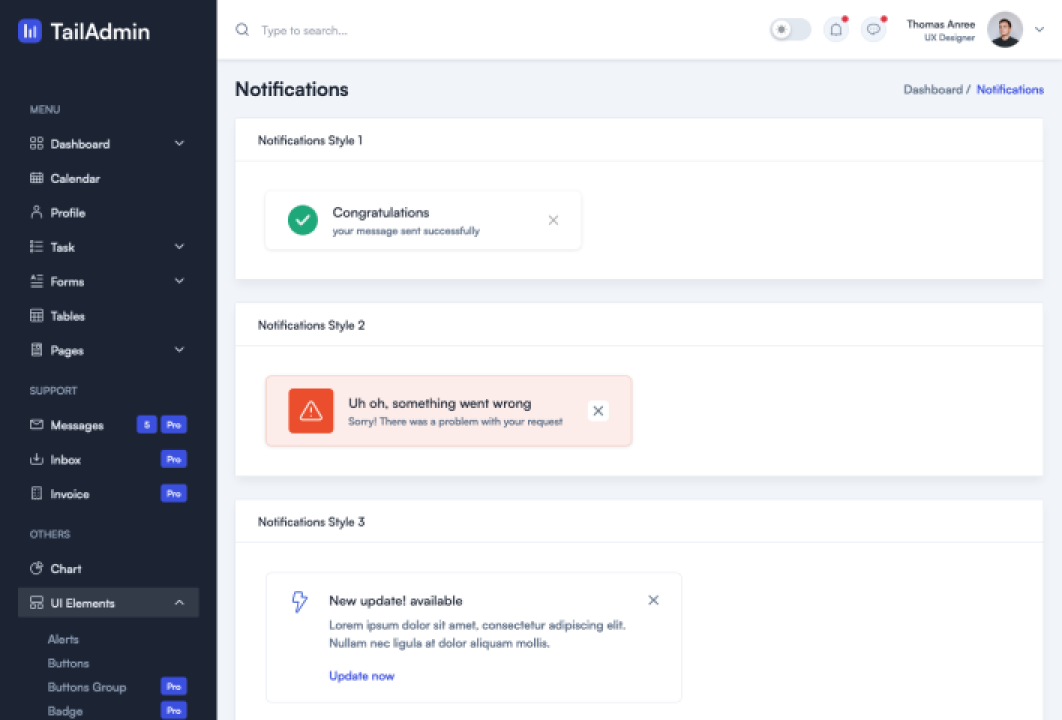 TailAdmin
MENU
Dashboard
Calendar
Profile
Task
Forms
Tables
Pages
SUPPORT
Messages 5 Pro
Inbox Pro
Invoice Pro
OTHERS
Chart
UI Elements
Alerts
Buttons
Buttons Group Pro
Badge Pro
Type to search...
Thomas Anree
UX Designer
Notifications
Dashboard / Notifications
Notifications Style 1
Congratulations
your message sent successfully
Notifications Style 2
Uh oh, something went wrong
Sorry! There was a problem with your request
Notifications Style 3
New update! available
Lorem ipsum dolor sit amet, consectetur adipiscing elit.
Nullam nec ligula at dolor aliquam mollis.
Update now